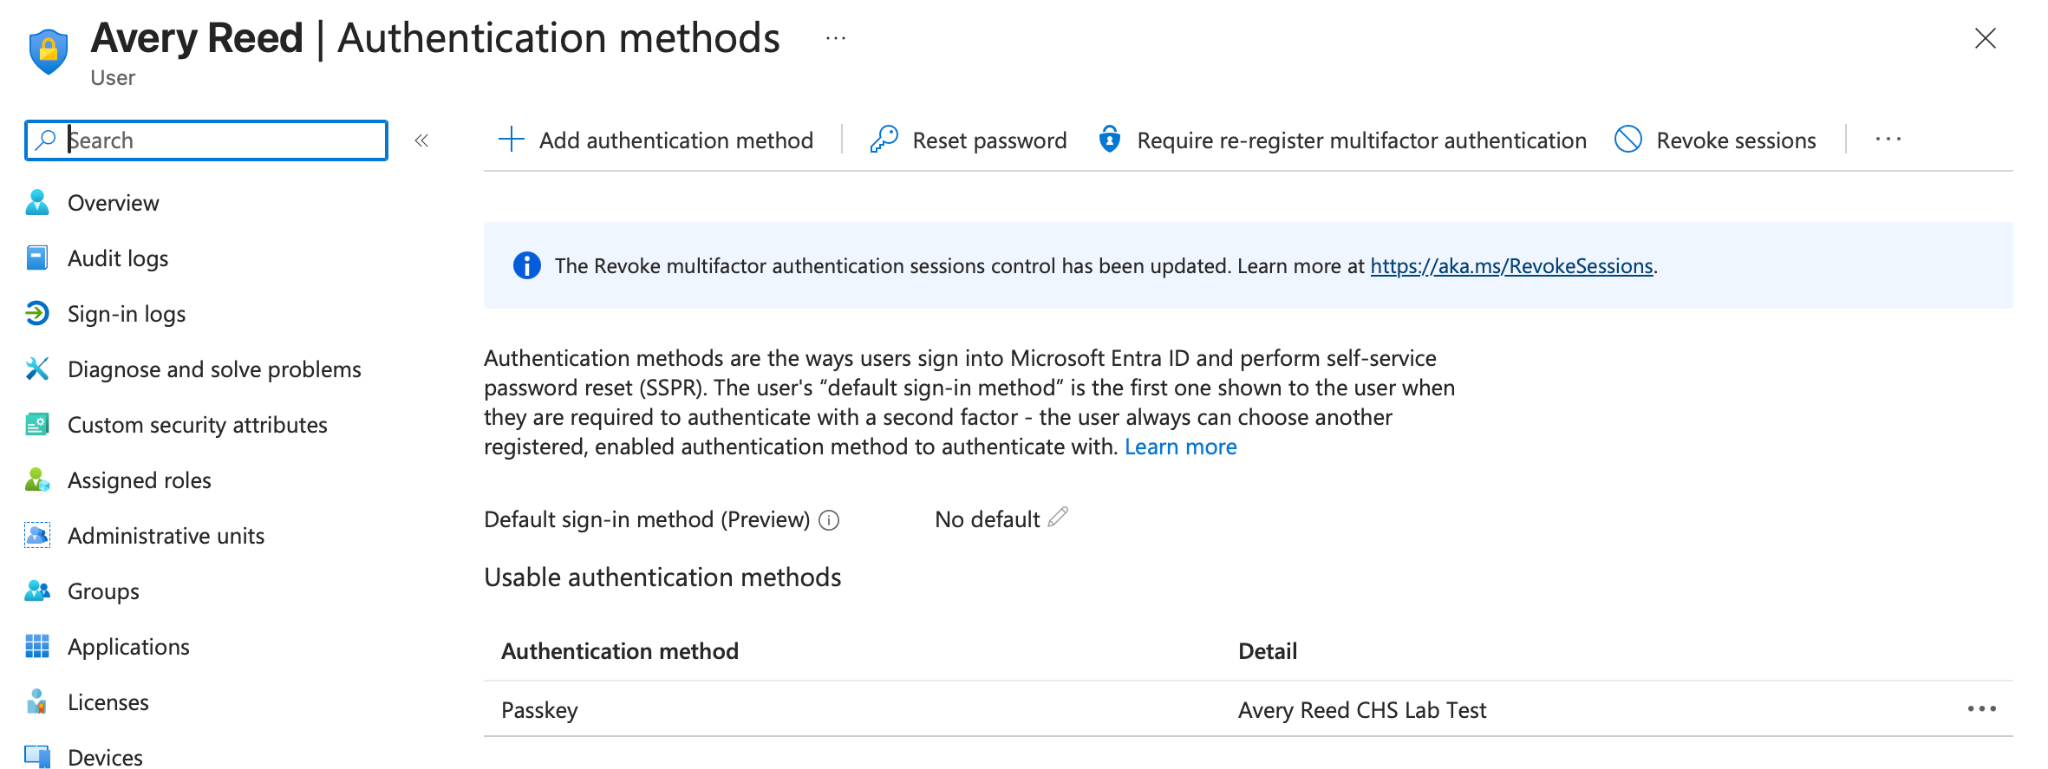 Avery Reed | Authentication methods ...
User
Search
«
Overview
Audit logs
Sign-in logs
Diagnose and solve problems
Custom security attributes
Assigned roles
Administrative units
Groups
Applications
Licenses
Devices
Add authentication method
Reset password
Require re-register multifactor authentication
Revoke sessions
...
The Revoke multifactor authentication sessions control has been updated. Learn more at https://aka.ms/RevokeSessions.
Authentication methods are the ways users sign into Microsoft Entra ID and perform self-service
password reset (SSPR). The user's “default sign-in method” is the first one shown to the user when
they are required to authenticate with a second factor - the user always can choose another
registered, enabled authentication method to authenticate with. Learn more
Default sign-in method (Preview) No default
Usable authentication methods
Authentication method Detail
Passkey Avery Reed CHS Lab Test ...